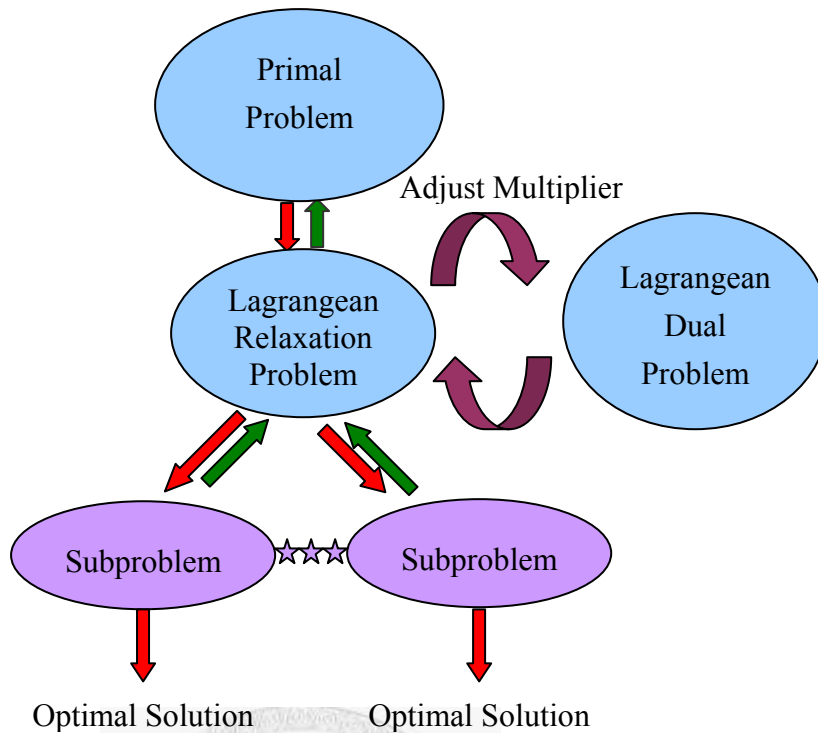 Primal
Problem
Adjust Multiplier
Lagrangean
Relaxation
Problem
Lagrangean
Dual
Problem
Subproblem
Subproblem
Optimal Solution
Optimal Solution